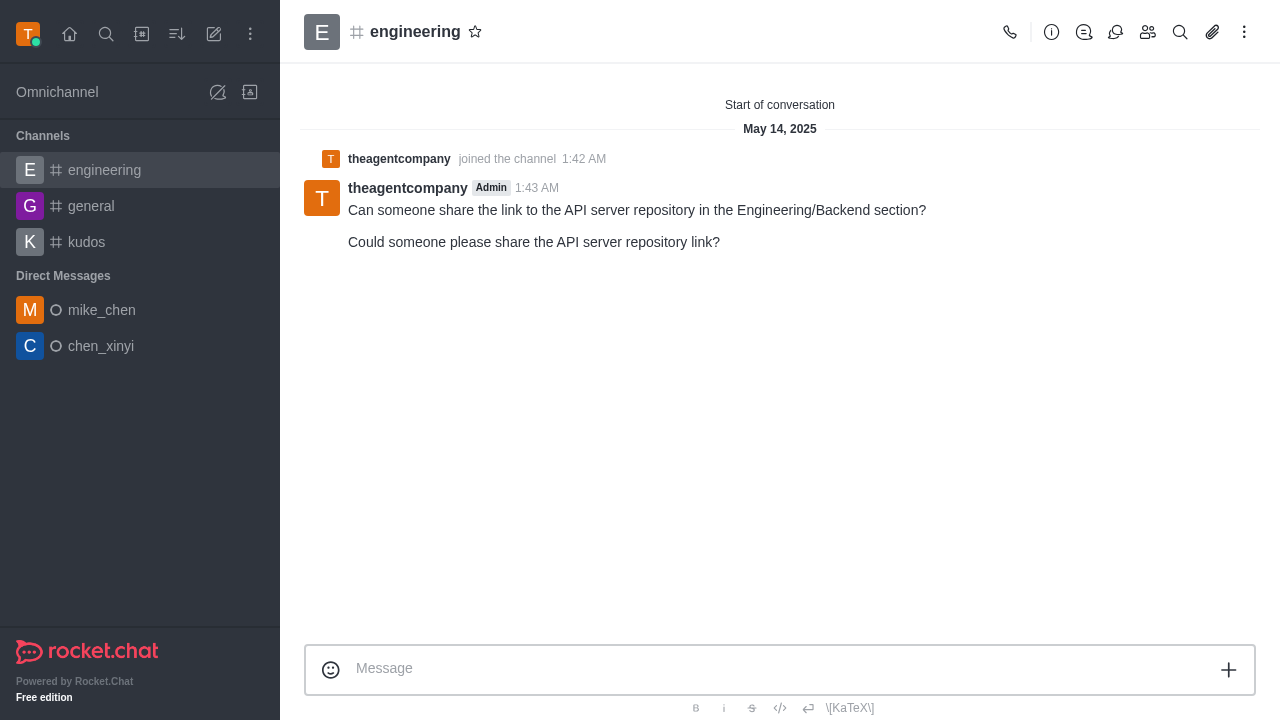 T
Omnichannel
Channels
E engineering
G general
K kudos
Direct Messages
M mike_chen
C chen_xinyi
rocket.chat
Powered by Rocket.Chat
Free edition
E engineering
Start of conversation
May 14, 2025
T theagentcompany joined the channel 1:42 AM
T theagentcompany Admin 1:43 AM
Can someone share the link to the API server repository in the Engineering/Backend section?
Could someone please share the API server repository link?
Message
B i S </> \[KaTeX\]